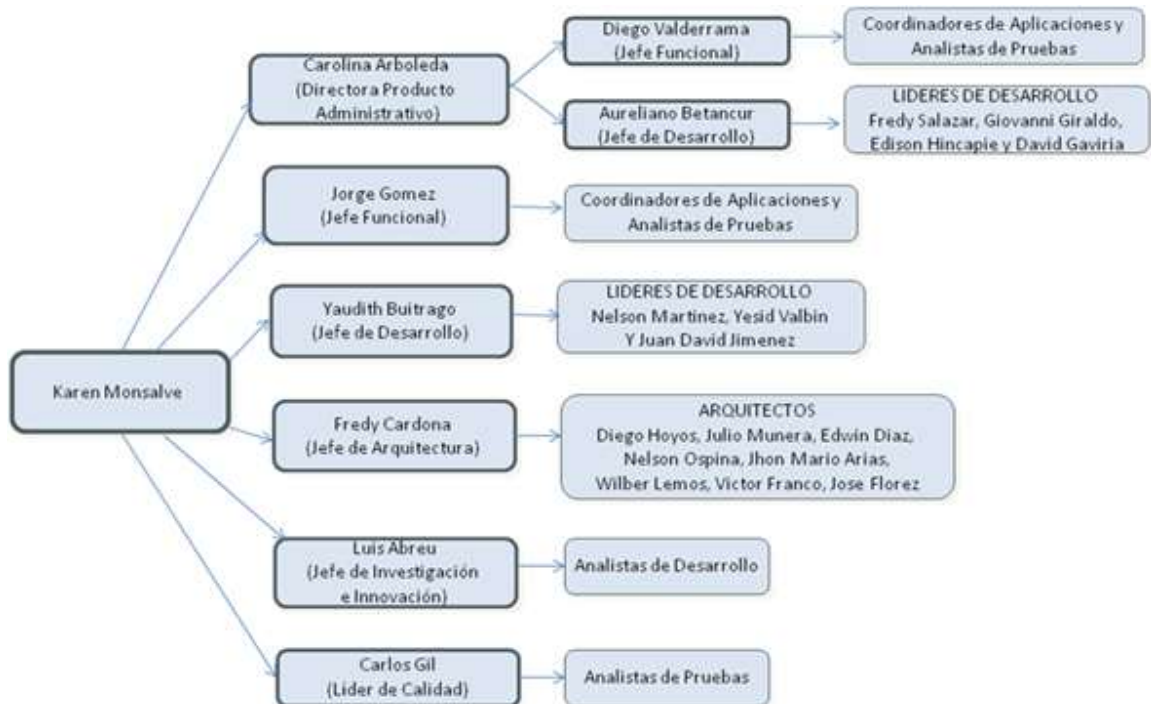 Diego Valderrama
(Jefe Funcional)
Coordinadores de Aplicaciones y
Analistas de Pruebas
Carolina Arboleda
(Directora Producto
Administrativo)
Aureliano Betancur
(Jefe de Desarrollo)
LIDERES DE DESARROLLO
Fredy Salazar, Giovanni Giraldo,
Edison Hincapie y David Gaviria
Jorge Gomez
(Jefe Funcional)
Coordinadores de Aplicaciones y
Analistas de Pruebas
Yaudith Buitrago
(Jefe de Desarrollo)
LIDERES DE DESARROLLO
Nelson Martinez, Yesid Valbin
Y Juan David Jimenez
Karen Monsalve
Fredy Cardona
(Jefe de Arquitectura)
ARQUITECTOS
Diego Hoyos, Julio Munera, Edwin Diaz,
Nelson Ospina, Jhon Mario Arias,
Wilber Lemos, Victor Franco, Jose Florez
Luis Abreu
(Jefe de Investigación
e Innovación)
Analistas de Desarrollo
Carlos Gil
(Lider de Calidad)
Analistas de Pruebas